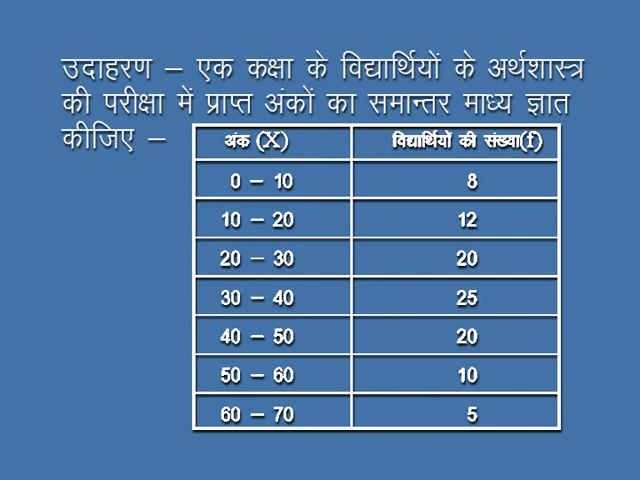 उदाहरण – एक कक्षा के विद्यार्थियों के अर्थशास्त्र
की परीक्षा में प्राप्त अंकों का समान्तर माध्य ज्ञात
कीजिए –
अंक (X) विद्यार्थियों की संख्या(f)
0 – 10 8
10 – 20 12
20 – 30 20
30 – 40 25
40 – 50 20
50 – 60 10
60 – 70 5